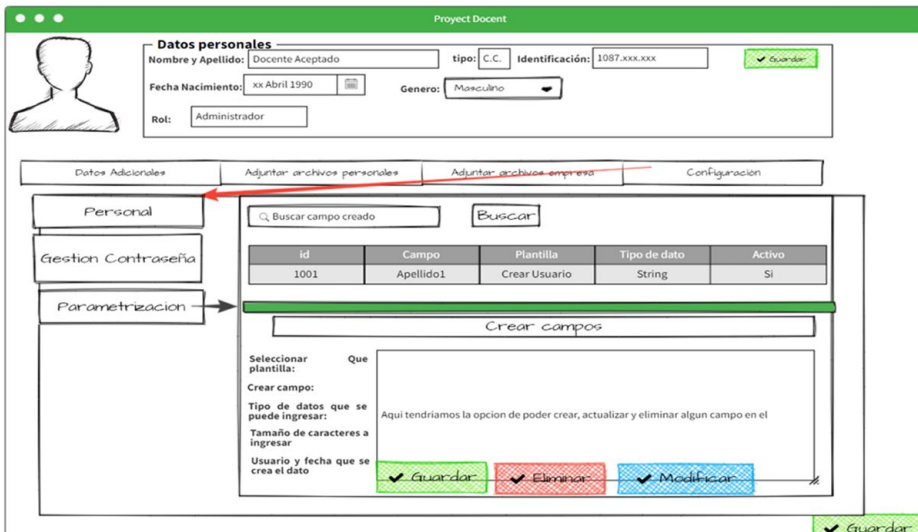 Proyect Docent
Datos personales
Nombre y Apellido: Docente Aceptado tipo: C.C. Identificación: 1087.xxx.xxx Guardar
Fecha Nacimiento: xx Abril 1990 Genero: Masculino
Rol: Administrador
Datos Adicionales Adjuntar archivos personales Adjuntar archivos empresa Configuración
Personal
Gestion Contraseña
Parametrizacion
Buscar campo creado Buscar
id Campo Plantilla Tipo de dato Activo
1001 Apellido1 Crear Usuario String Si
Crear campos
Seleccionar Que
plantilla:
Crear campo:
Tipo de datos que se
puede ingresar:
Tamaño de caracteres a
ingresar
Usuario y fecha que se
crea el dato
Aqui tendriamos la opcion de poder crear, actualizar y eliminar algun campo en el
Guardar Eliminar Modificar
Guardar